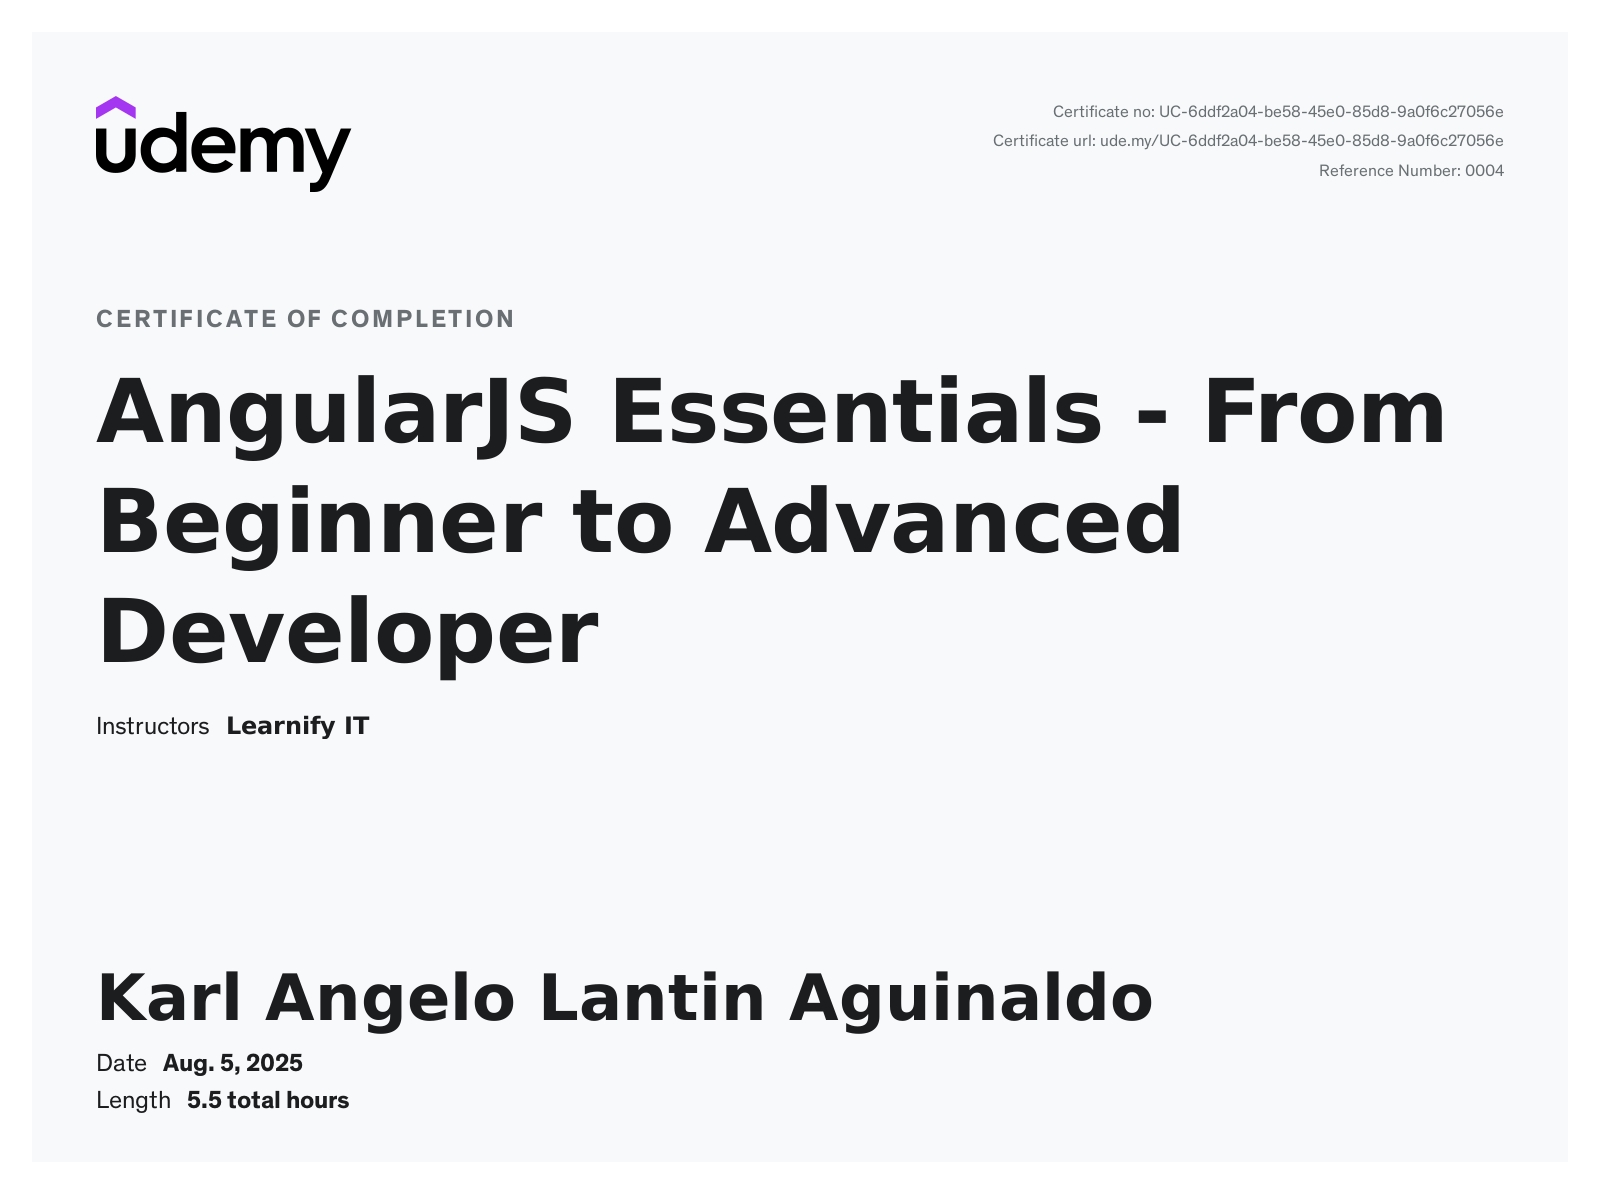 udemy
Certificate no: UC-6ddf2a04-be58-45e0-85d8-9a0f6c27056e
Certificate url: ude.my/UC-6ddf2a04-be58-45e0-85d8-9a0f6c27056e
Reference Number: 0004
CERTIFICATE OF COMPLETION
AngularJS Essentials - From
Beginner to Advanced
Developer
Instructors Learnify IT
Karl Angelo Lantin Aguinaldo
Date Aug. 5, 2025
Length 5.5 total hours